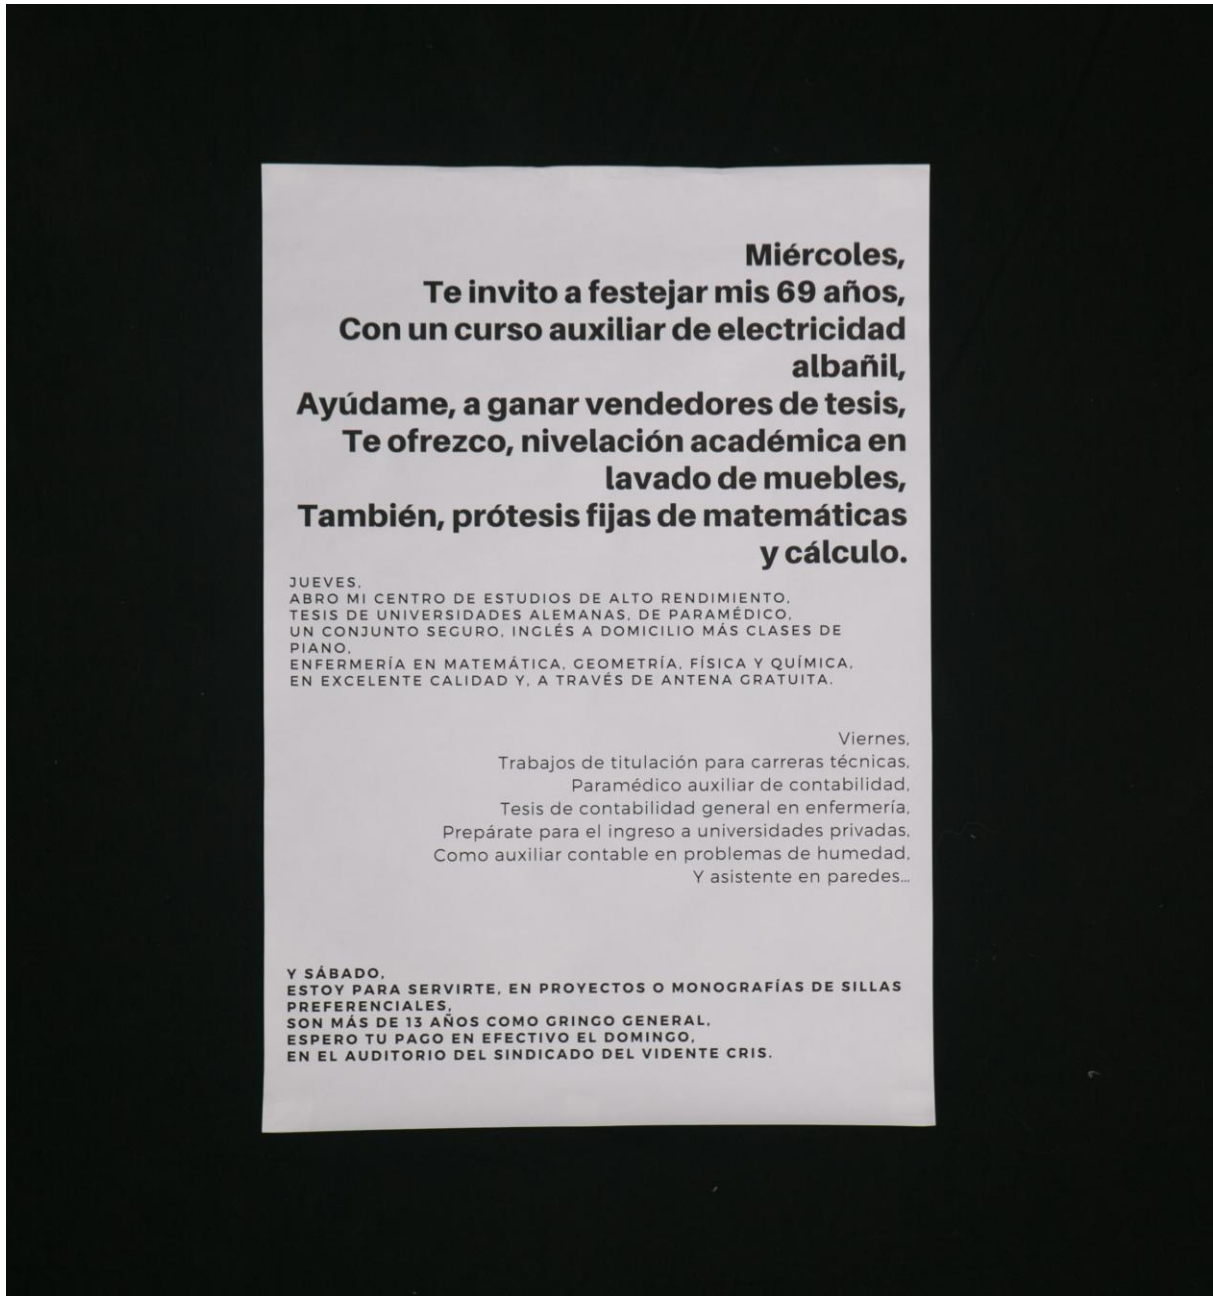 Miércoles,
Te invito a festejar mis 69 años,
Con un curso auxiliar de electricidad
albañil,
Ayúdame, a ganar vendedores de tesis,
Te ofrezco, nivelación académica en
lavado de muebles,
También, prótesis fijas de matemáticas
y cálculo.
JUEVES,
ABRO MI CENTRO DE ESTUDIOS DE ALTO RENDIMIENTO,
TESIS DE UNIVERSIDADES ALEMANAS, DE PARAMÉDICO,
UN CONJUNTO SEGURO, INGLÉS A DOMICILIO MÁS CLASES DE
PIANO,
ENFERMERÍA EN MATEMÁTICA, GEOMETRÍA, FÍSICA Y QUÍMICA,
EN EXCELENTE CALIDAD Y, A TRAVÉS DE ANTENA GRATUITA.
Viernes,
Trabajos de titulación para carreras técnicas,
Paramédico auxiliar de contabilidad,
Tesis de contabilidad general en enfermería,
Prepárate para el ingreso a universidades privadas,
Como auxiliar contable en problemas de humedad,
Y asistente en paredes...
Y SÁBADO,
ESTOY PARA SERVIRTE, EN PROYECTOS O MONOGRAFÍAS DE SILLAS
PREFERENCIALES,
SON MÁS DE 13 AÑOS COMO GRINGO GENERAL,
ESPERO TU PAGO EN EFECTIVO EL DOMINGO,
EN EL AUDITORIO DEL SINDICADO DEL VIDENTE CRIS.